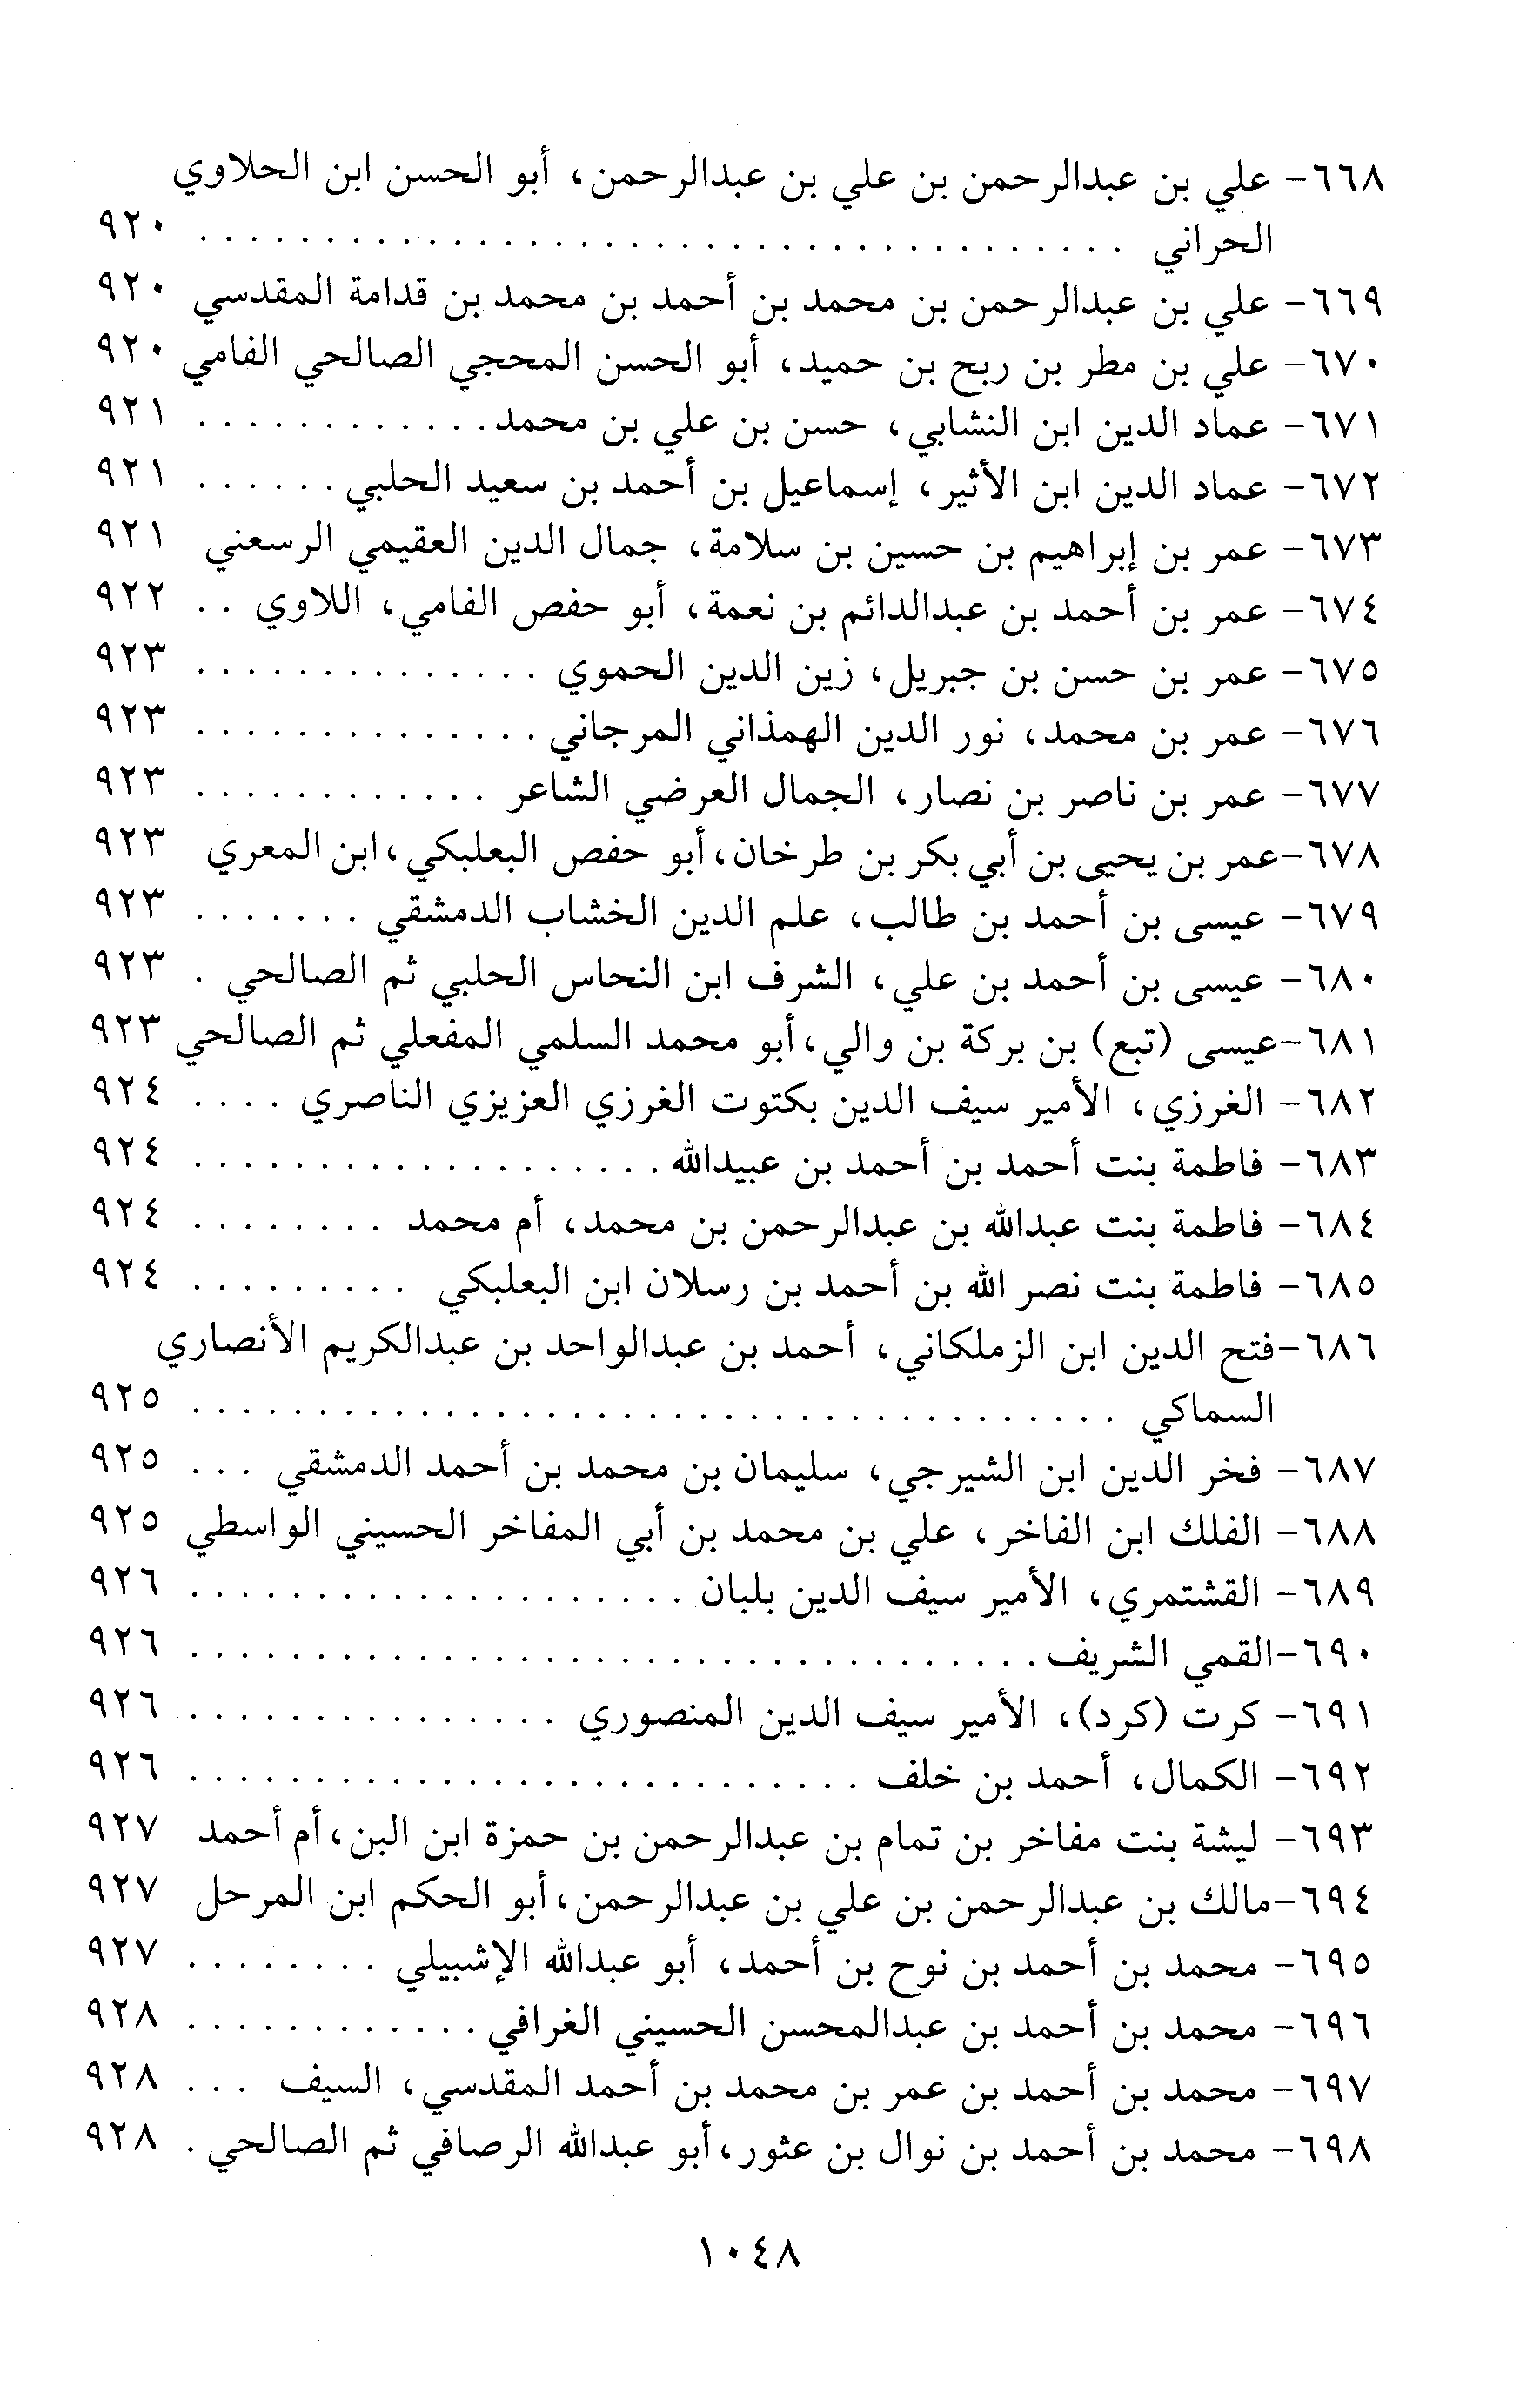 ٦٦٨- علي بن عبدالرحمن بن علي بن عبدالرحمن، أبو الحسن ابن الحلاوي
الحراني . . . . . . . . . . . . . . . . . . . . . . . . . . . . . . . . . . . . . ٩٢٠
٦٦٩- علي بن عبدالرحمن بن محمد بن أحمد بن محمد بن قدامة المقدسي ٩٢٠
٦٧٠- علي بن مطر بن ربح بن حميد، أبو الحسن المحجي الصالحي الفامي ٩٢٠
٦٧١- عماد الدين ابن النشابي، حسن بن علي بن محمد . . . . . . . . . . . . ٩٢١
٦٧٢- عماد الدين ابن الأثير، إسماعيل بن أحمد بن سعيد الحلبي . . . . . . ٩٢١
٦٧٣- عمر بن إبراهيم بن حسين بن سلامة، جمال الدين العقيمي الرسعني ٩٢١
٦٧٤- عمر بن أحمد بن عبدالدائم بن نعمة، أبو حفص الفامي، اللاوي . . ٩٢٢
٦٧٥- عمر بن حسن بن جبريل، زين الدين الحموي . . . . . . . . . . . . . . ٩٢٣
٦٧٦- عمر بن محمد، نور الدين الهمذاني المرجاني . . . . . . . . . . . . . . ٩٢٣
٦٧٧- عمر بن ناصر بن نصار، الجمال العرضي الشاعر . . . . . . . . . . . . ٩٢٣
٦٧٨-عمر بن يحيى بن أبي بكر بن طرخان، أبو حفص البعلبكي، ابن المعري ٩٢٣
٦٧٩- عيسى بن أحمد بن طالب، علم الدين الخشاب الدمشقي . . . . . . . ٩٢٣
٦٨٠- عيسى بن أحمد بن علي، الشرف ابن النحاس الحلبي ثم الصالحي . ٩٢٣
٦٨١-عيسى (تبع) بن بركة بن والي، أبو محمد السلمي المفعلي ثم الصالحي ٩٢٣
٦٨٢- الغرزي، الأمير سيف الدين بكتوت الغرزي العزيزي الناصري . . . . ٩٢٤
٦٨٣- فاطمة بنت أحمد بن أحمد بن عبيدالله . . . . . . . . . . . . . . . . . . . ٩٢٤
٦٨٤- فاطمة بنت عبدالله بن عبدالرحمن بن محمد، أم محمد . . . . . . . . ٩٢٤
٦٨٥- فاطمة بنت نصر الله بن أحمد بن رسلان ابن البعلبكي . . . . . . . . . ٩٢٤
٦٨٦-فتح الدين ابن الزملكاني، أحمد بن عبدالواحد بن عبدالكريم الأنصاري
السماكي . . . . . . . . . . . . . . . . . . . . . . . . . . . . . . . . . . . . . ٩٢٥
٦٨٧- فخر الدين ابن الشيرجي، سليمان بن محمد بن أحمد الدمشقي . . . ٩٢٥
٦٨٨- الفلك ابن الفاخر، علي بن محمد بن أبي المفاخر الحسيني الواسطي ٩٢٥
٦٨٩- القشتمري، الأمير سيف الدين بلبان . . . . . . . . . . . . . . . . . . . . ٩٢٦
٦٩٠-القمي الشريف . . . . . . . . . . . . . . . . . . . . . . . . . . . . . . . . . . ٩٢٦
٦٩١- كرت (كرد)، الأمير سيف الدين المنصوري . . . . . . . . . . . . . . . ٩٢٦
٦٩٢- الكمال، أحمد بن خلف . . . . . . . . . . . . . . . . . . . . . . . . . . . ٩٢٦
٦٩٣- ليشة بنت مفاخر بن تمام بن عبدالرحمن بن حمزة ابن البن، أم أحمد ٩٢٧
٦٩٤-مالك بن عبدالرحمن بن علي بن عبدالرحمن، أبو الحكم ابن المرحل ٩٢٧
٦٩٥- محمد بن أحمد بن نوح بن أحمد، أبو عبدالله الإشبيلي . . . . . . . . ٩٢٧
٦٩٦- محمد بن أحمد بن عبدالمحسن الحسيني الغرافي . . . . . . . . . . . . ٩٢٨
٦٩٧- محمد بن أحمد بن عمر بن محمد بن أحمد المقدسي، السيف . . . ٩٢٨
٦٩٨- محمد بن أحمد بن نوال بن عثور، أبو عبدالله الرصافي ثم الصالحي . ٩٢٨
١٠٤٨